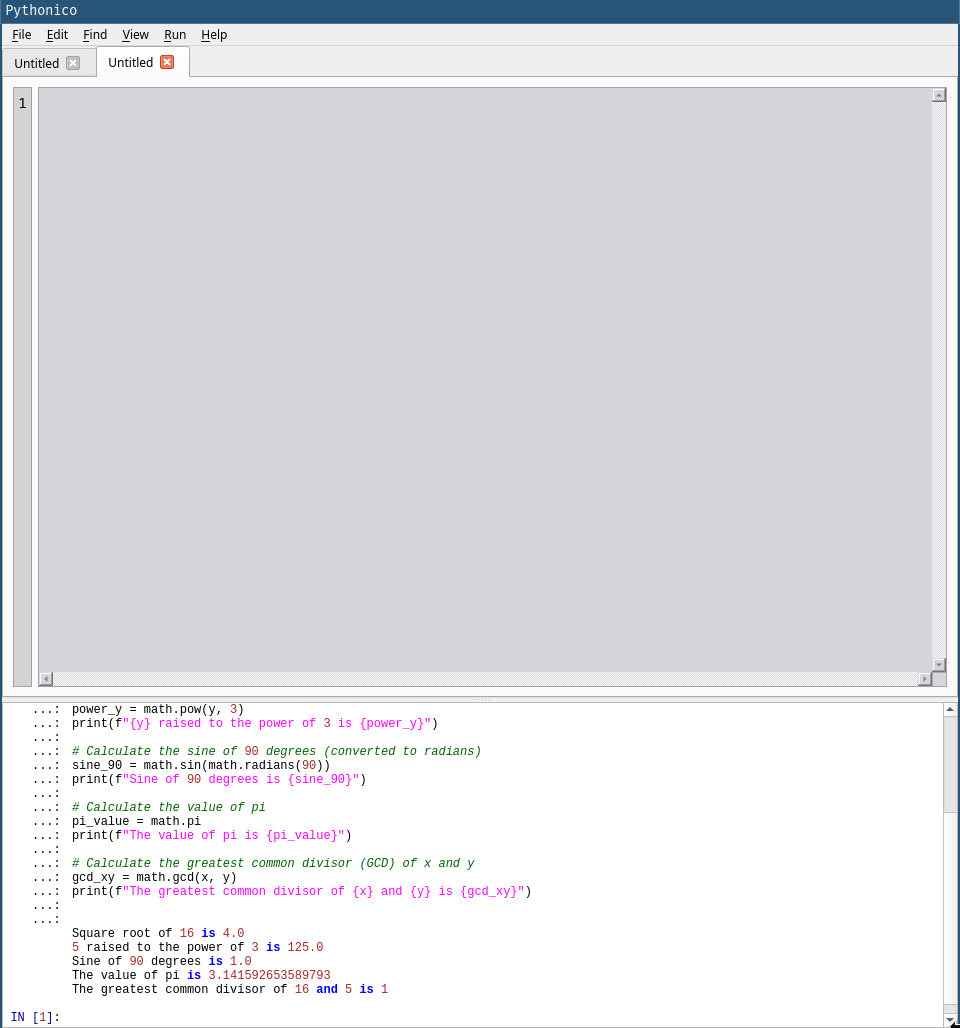 Pythonico
File Edit Find View Run Help
Untitled Untitled
1
...: power_y = math.pow(y, 3)
...: print(f"{y} raised to the power of 3 is {power_y}")
...:
...: # Calculate the sine of 90 degrees (converted to radians)
...: sine_90 = math.sin(math.radians(90))
...: print(f"Sine of 90 degrees is {sine_90}")
...:
...: # Calculate the value of pi
...: pi_value = math.pi
...: print(f"The value of pi is {pi_value}")
...:
...: # Calculate the greatest common divisor (GCD) of x and y
...: gcd_xy = math.gcd(x, y)
...: print(f"The greatest common divisor of {x} and {y} is {gcd_xy}")
...:
...:
Square root of 16 is 4.0
5 raised to the power of 3 is 125.0
Sine of 90 degrees is 1.0
The value of pi is 3.141592653589793
The greatest common divisor of 16 and 5 is 1
IN [1]: